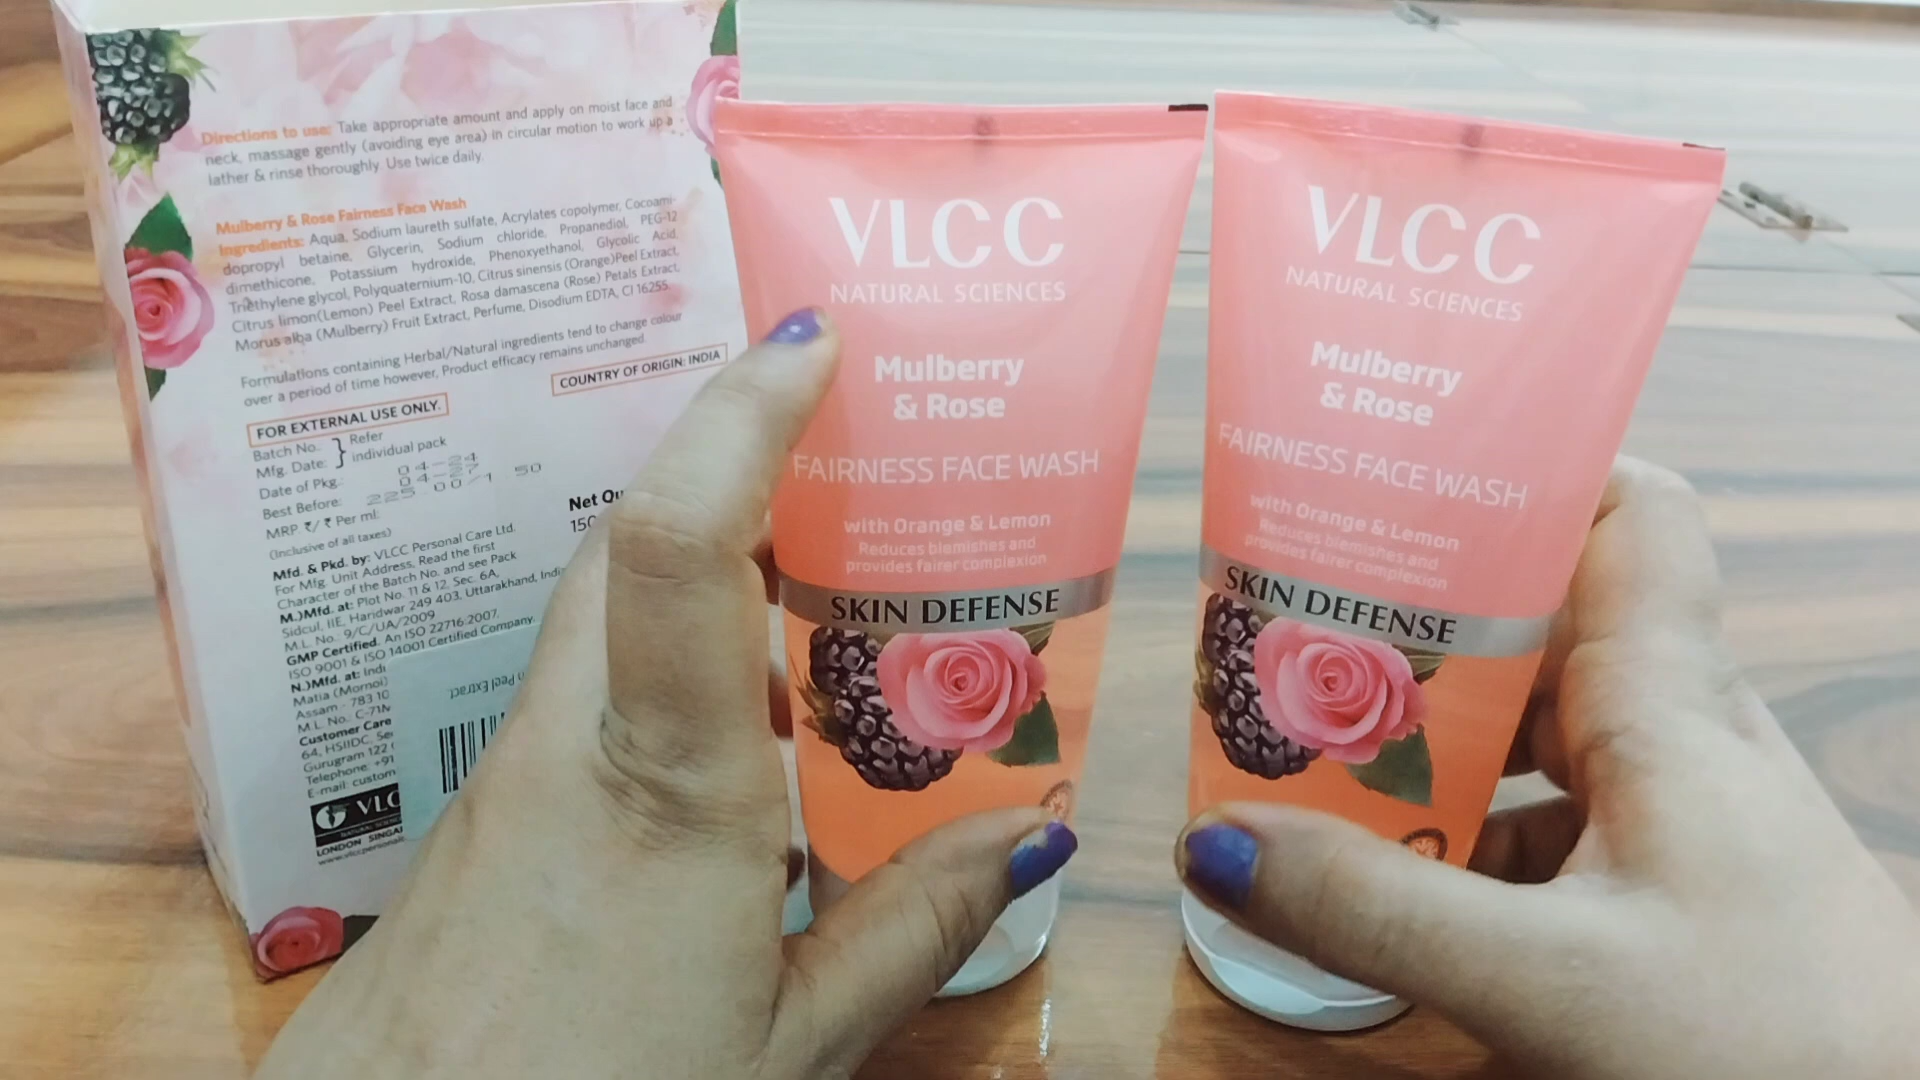 Directions to use: Take appropriate amount and apply on moist face and
neck, massage gently (avoiding eye area) in circular motion to work up a
lather & rinse thoroughly. Use twice daily.
Mulberry & Rose Fairness Face Wash
Ingredients: Aqua, Sodium laureth sulfate, Acrylates copolymer, Cocoami-
dopropyl betaine, Glycerin, Sodium chloride, Propanediol, PEG-12
dimethicone, Potassium hydroxide, Phenoxyethanol, Glycolic Acid,
Triethylene glycol, Polyquaternium-10, Citrus sinensis (Orange)Peel Extract,
Citrus limon(Lemon) Peel Extract, Rosa damascena (Rose) Petals Extract,
Morus alba (Mulberry) Fruit Extract, Perfume, Disodium EDTA, CI 16255.
Formulations containing Herbal/Natural ingredients tend to change colour
over a period of time however, Product efficacy remains unchanged.
COUNTRY OF ORIGIN: INDIA
FOR EXTERNAL USE ONLY.
Batch No.: } Refer
Mfg. Date: } individual pack
Date of Pkg.: 04-24
Best Before: 04-27
MRP ₹/ ₹ Per ml: 225.00/1.50
(Inclusive of all taxes)
Net
150
Mfd. & Pkd. by: VLCC Personal Care Ltd.
For Mfg. Unit Address, Read the first
Character of the Batch No. and see Pack
M.)Mfd. at: Plot No. 11 & 12, Sec. 6A,
Sidcul, IIE, Haridwar 249 403, Uttarakhand,
M.L. No.: 9/C/UA/2009
GMP Certified. An ISO 22716:2007,
ISO 9001 & ISO 14001 Certified Company.
N.)Mfd. at:
Matia (Mornoi)
Assam - 783 10
M.L. No.:
Customer Care
64, HSIIDC,
Gurugram 122
Telephone: +91
E-mail: custom
Peel Extract
VLC
LONDON
VLCC
NATURAL SCIENCES
Mulberry
& Rose
FAIRNESS FACE WASH
with Orange & Lemon
Reduces blemishes and
provides fairer complexion
SKIN DEFENSE
VLCC
NATURAL SCIENCES
Mulberry
& Rose
FAIRNESS FACE WASH
with Orange & Lemon
Reduces blemishes and
provides fairer complexion
SKIN DEFENSE